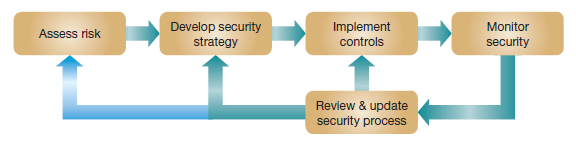 Assess risk
Develop security
strategy
Implement
controls
Monitor
security
Review & update
security process